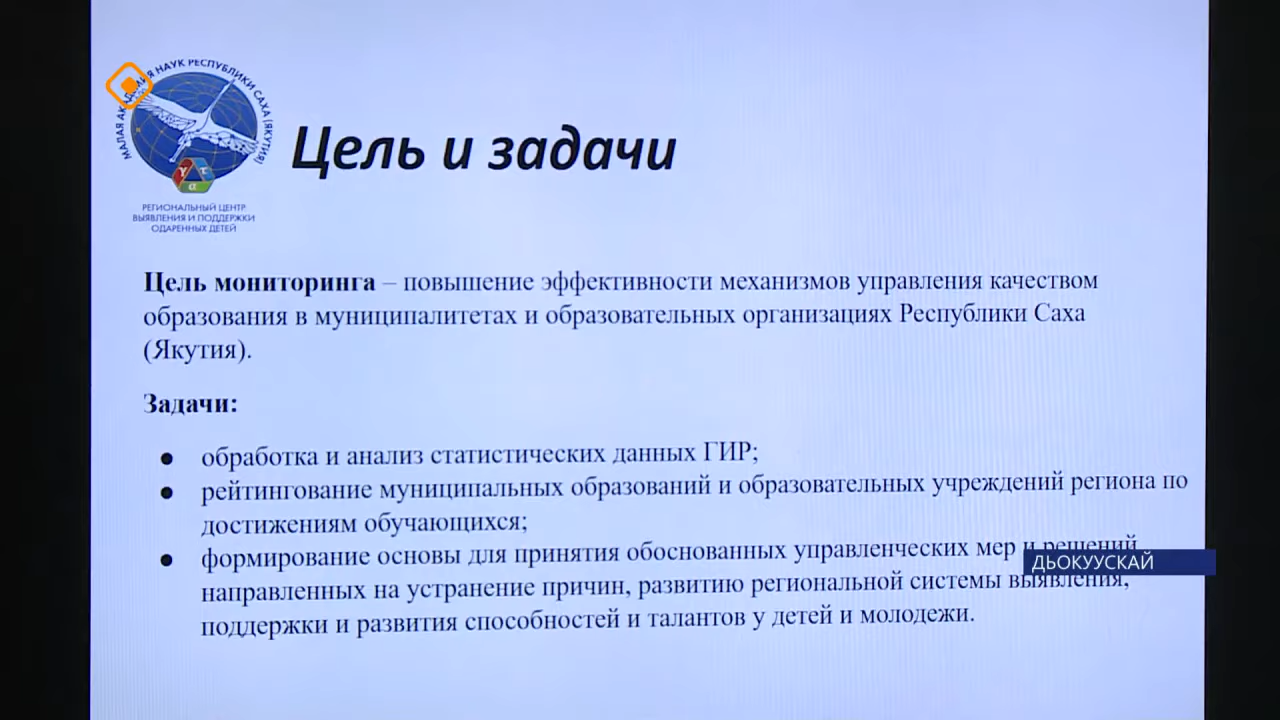 МАЛАЯ АКАДЕМИЯ НАУК РЕСПУБЛИКИ САХА (ЯКУТИЯ)
У Т А
РЕГИОНАЛЬНЫЙ ЦЕНТР
ВЫЯВЛЕНИЯ И ПОДДЕРЖКИ
ОДАРЕННЫХ ДЕТЕЙ
Цель и задачи
Цель мониторинга – повышение эффективности механизмов управления качеством
образования в муниципалитетах и образовательных организациях Республики Саха
(Якутия).
Задачи:
● обработка и анализ статистических данных ГИР;
● рейтингование муниципальных образований и образовательных учреждений региона по
достижениям обучающихся;
● формирование основы для принятия обоснованных управленческих мер и решений
направленных на устранение причин, развитию региональной системы выявления,
поддержки и развития способностей и талантов у детей и молодежи.
ДЬОКУУСКАЙ